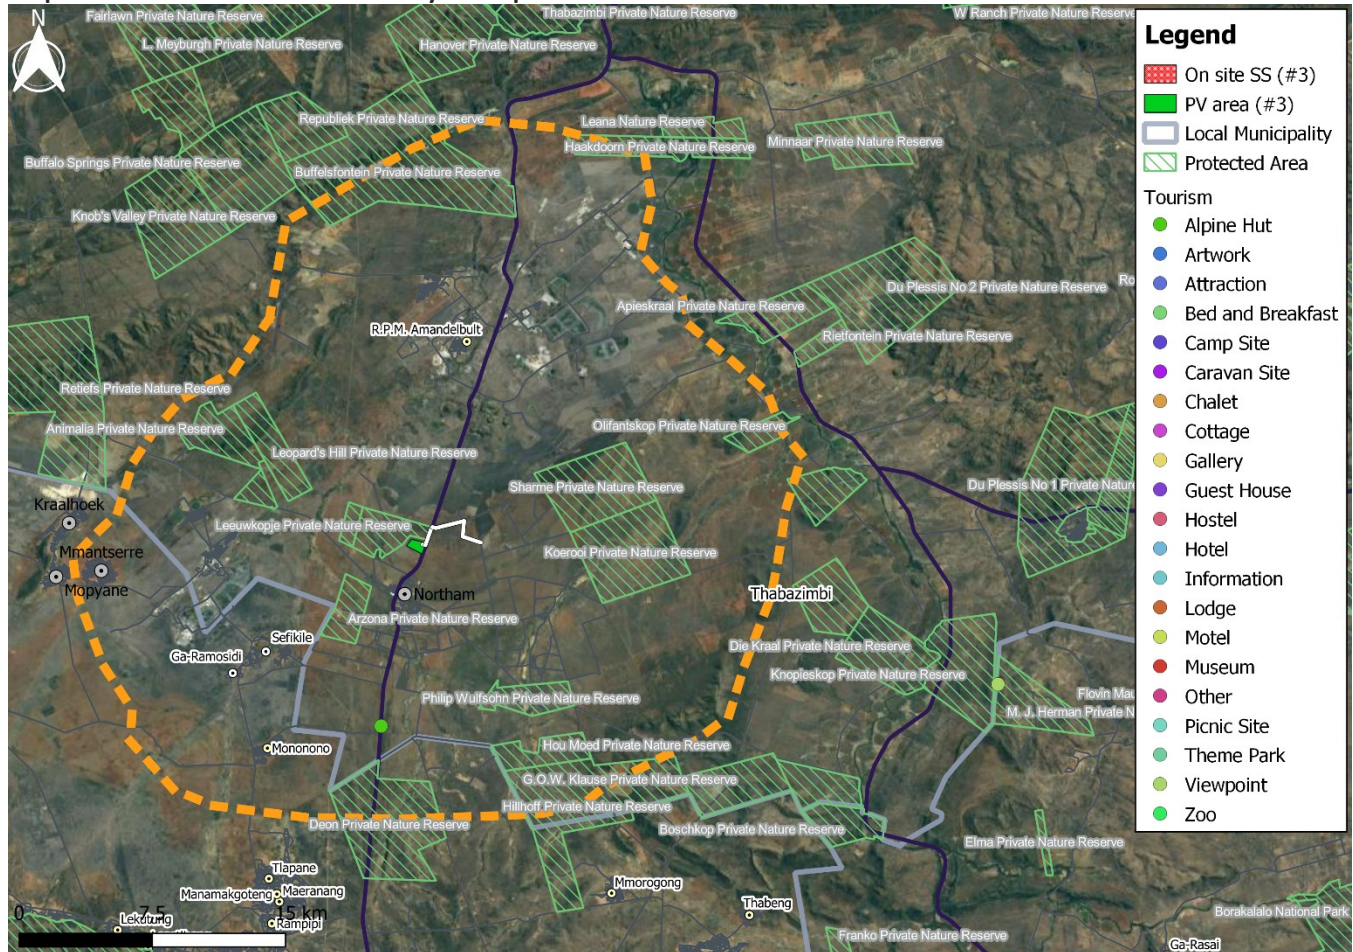 Thabazimbi Private Nature Reserve
Fairlawn Private Nature Reserve
W Ranch Private Nature Reserve
L. Meyburgh Private Nature Reserve
Hanover Private Nature Reserve
N
Republiek Private Nature Reserve
Leana Nature Reserve
Haakdoorn Private Nature Reserve
Minnaar Private Nature Reserve
Buffalo Springs Private Nature Reserve
Buffelsfontein Private Nature Reserve
Knob's Valley Private Nature Reserve
Du Plessis No 2 Private Nature Reserve
Ro
Apieskraal Private Nature Reserve
R.P.M. Amandelbult
Rietfontein Private Nature Reserve
Retiefs Private Nature Reserve
Animalia Private Nature Reserve
Olifantskop Private Nature Reserve
Leopard's Hill Private Nature Reserve
Sharme Private Nature Reserve
Du Plessis No 1 Private Nature
Kraalhoek
Leeuwkopje Private Nature Reserve
Koerooi Private Nature Reserve
Mmantserre
Mopyane
Northam
Thabazimbi
Arzona Private Nature Reserve
Sefikile
Die Kraal Private Nature Reserve
Ga-Ramosidi
Knopieskop Private Nature Reserve
Philip Wulfsohn Private Nature Reserve
Flovin Mau
M. J. Herman Private N
Mononono
Hou Moed Private Nature Reserve
G.O.W. Klause Private Nature Reserve
Hillhoff Private Nature Reserve
Deon Private Nature Reserve
Boschkop Private Nature Reserve
Elma Private Nature Reserve
Tlapane
Manamakgoteng
Maeranang
Mmorogong
Rampipi
Thabeng
Lekutung
Borakalalo National Park
Franko Private Nature Reserve
Ga-Rasai
0 7.5 15 km
Legend
On site SS (#3)
PV area (#3)
Local Municipality
Protected Area
Tourism
Alpine Hut
Artwork
Attraction
Bed and Breakfast
Camp Site
Caravan Site
Chalet
Cottage
Gallery
Guest House
Hostel
Hotel
Information
Lodge
Motel
Museum
Other
Picnic Site
Theme Park
Viewpoint
Zoo